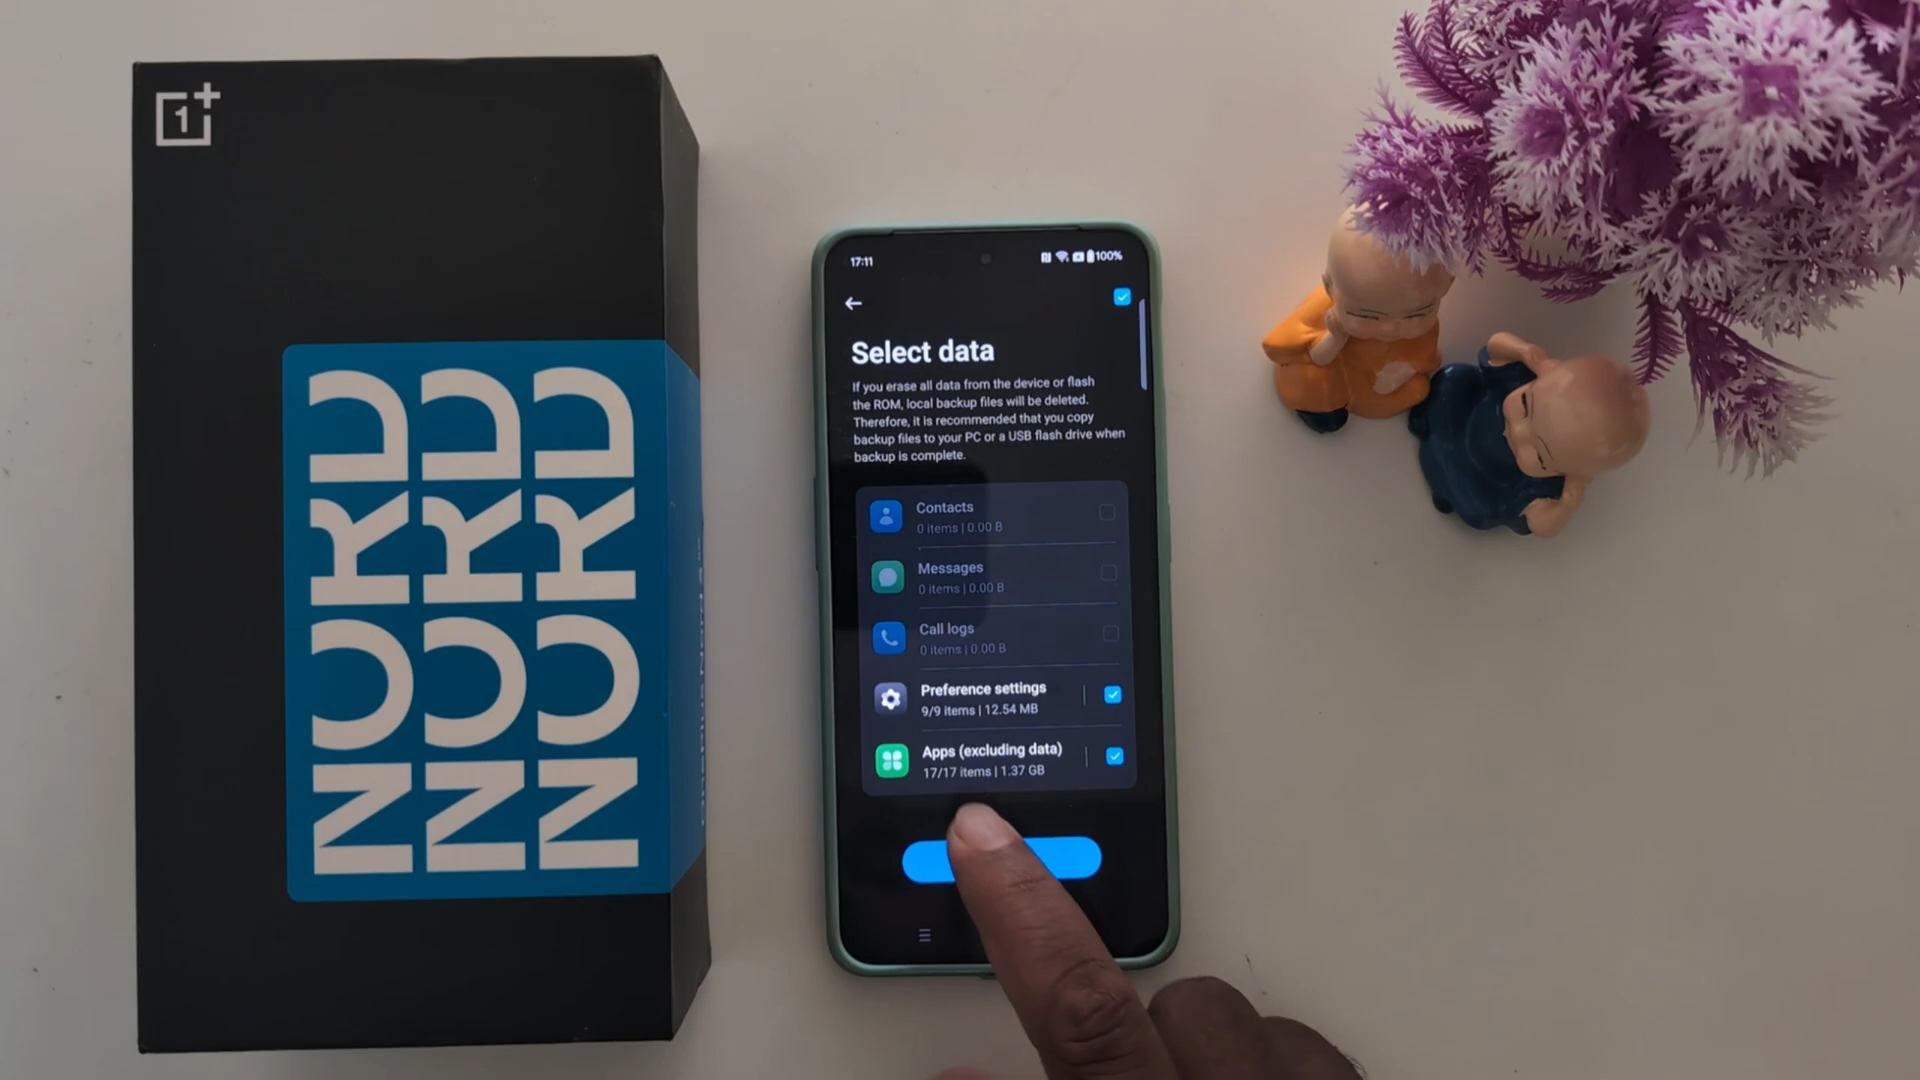 1+
NORD
NORD
NORD
17:11
100%
Select data
If you erase all data from the device or flash
the ROM, local backup files will be deleted.
Therefore, it is recommended that you copy
backup files to your PC or a USB flash drive when
backup is complete.
Contacts
0 items | 0.00 B
Messages
0 items | 0.00 B
Call logs
0 items | 0.00 B
Preference settings
9/9 items | 12.54 MB
Apps (excluding data)
17/17 items | 1.37 GB